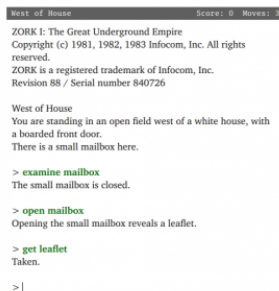 West of House Score: 0 Moves: 3
ZORK I: The Great Underground Empire
Copyright (c) 1981, 1982, 1983 Infocom, Inc. All rights
reserved.
ZORK is a registered trademark of Infocom, Inc.
Revision 88 / Serial number 840726
West of House
You are standing in an open field west of a white house, with
a boarded front door.
There is a small mailbox here.
> examine mailbox
The small mailbox is closed.
> open mailbox
Opening the small mailbox reveals a leaflet.
> get leaflet
Taken.
>